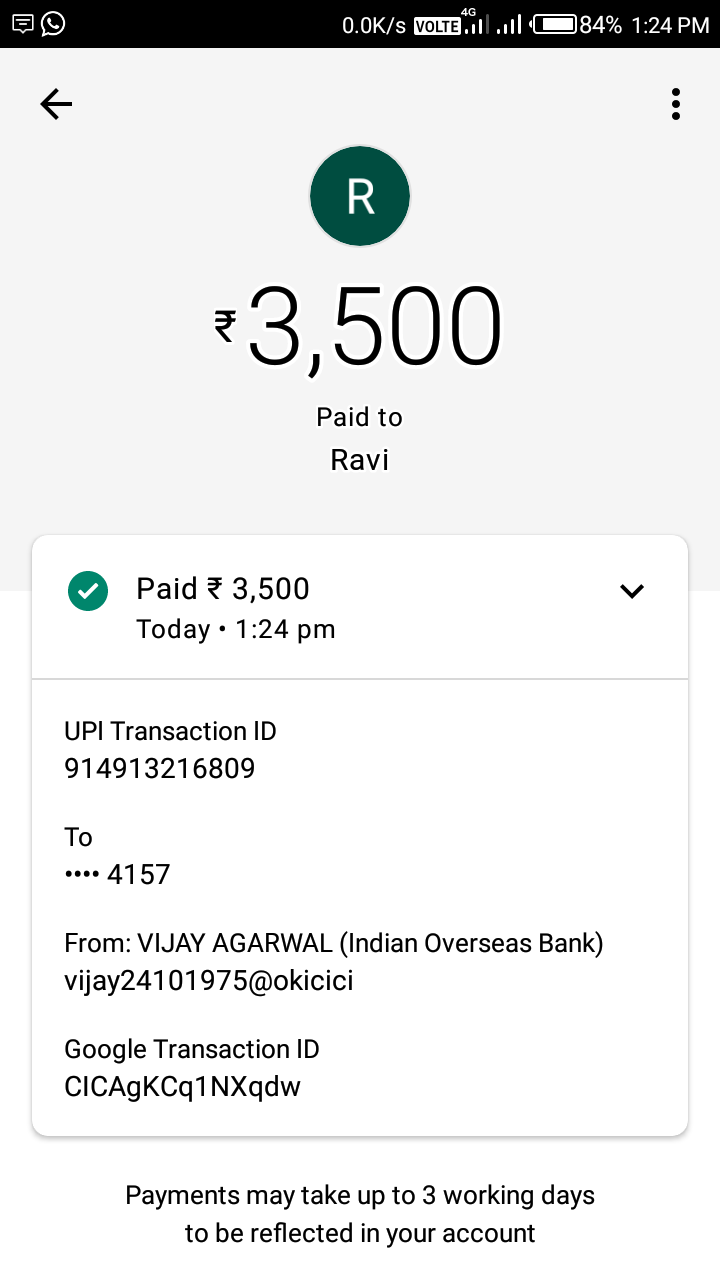 0.0K/s VOLTE 4G 84% 1:24 PM
R
₹3,500
Paid to
Ravi
Paid ₹ 3,500
Today • 1:24 pm
UPI Transaction ID
914913216809
To
•••• 4157
From: VIJAY AGARWAL (Indian Overseas Bank)
vijay24101975@okicici
Google Transaction ID
CICAgKCq1NXqdw
Payments may take up to 3 working days
to be reflected in your account